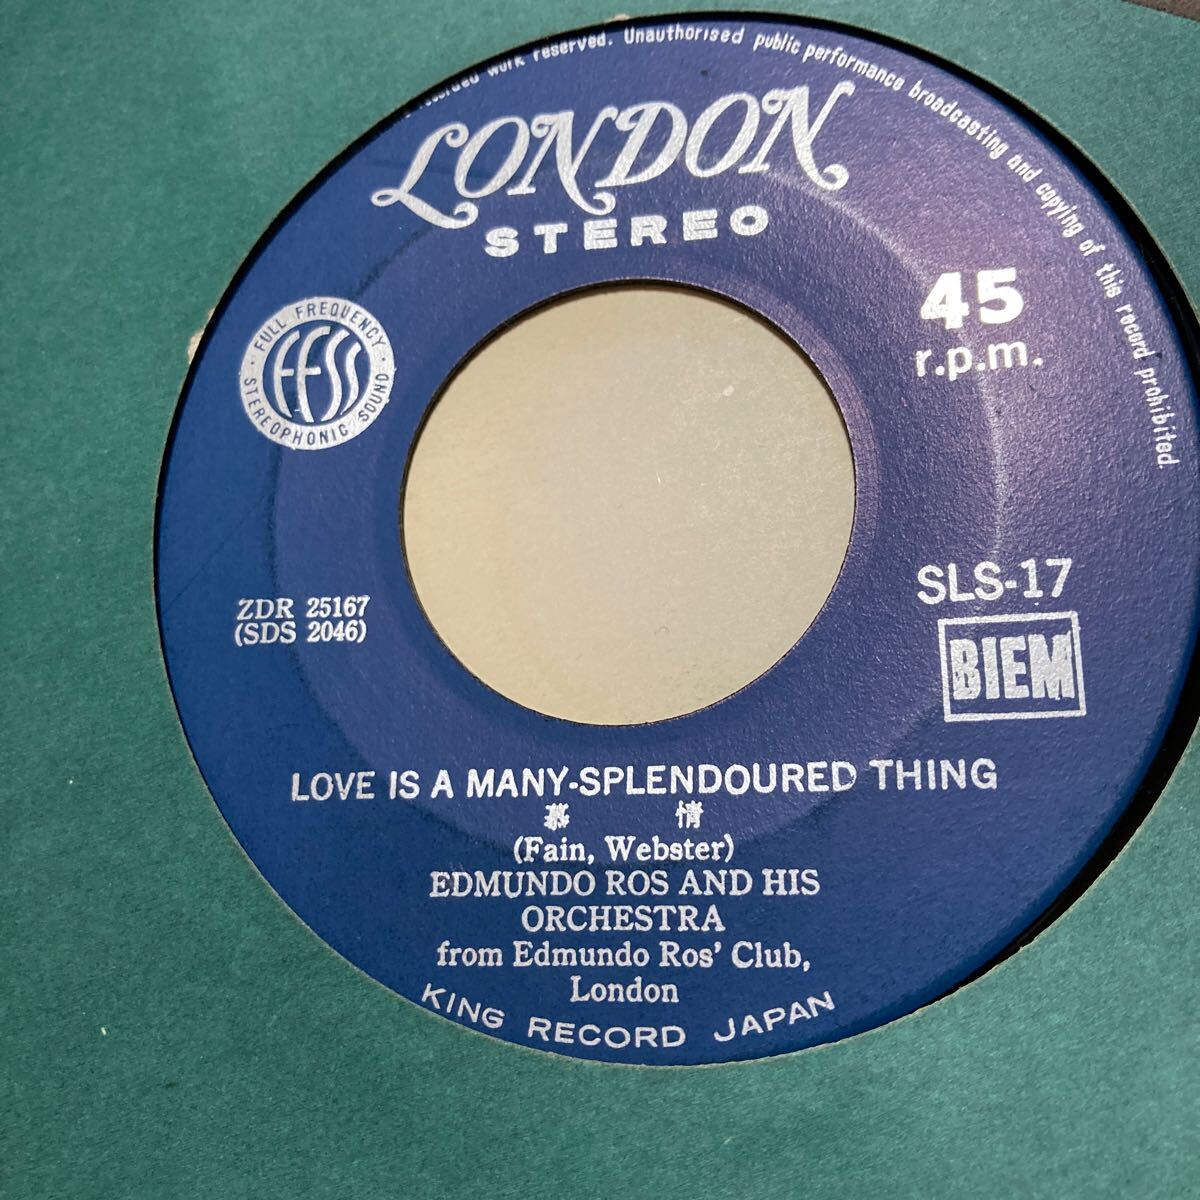 work reserved. Unauthorised public performance broadcasting and copying of this record prohibited.
LONDON
STEREO
45
r.p.m.
FULL FREQUENCY
FFSS
STEREOPHONIC SOUND
ZDR 25167
(SDS 2046)
SLS-17
BIEM
LOVE IS A MANY-SPLENDOURED THING
慕情
(Fain, Webster)
EDMUNDO ROS AND HIS
ORCHESTRA
from Edmundo Ros' Club,
London
KING RECORD JAPAN